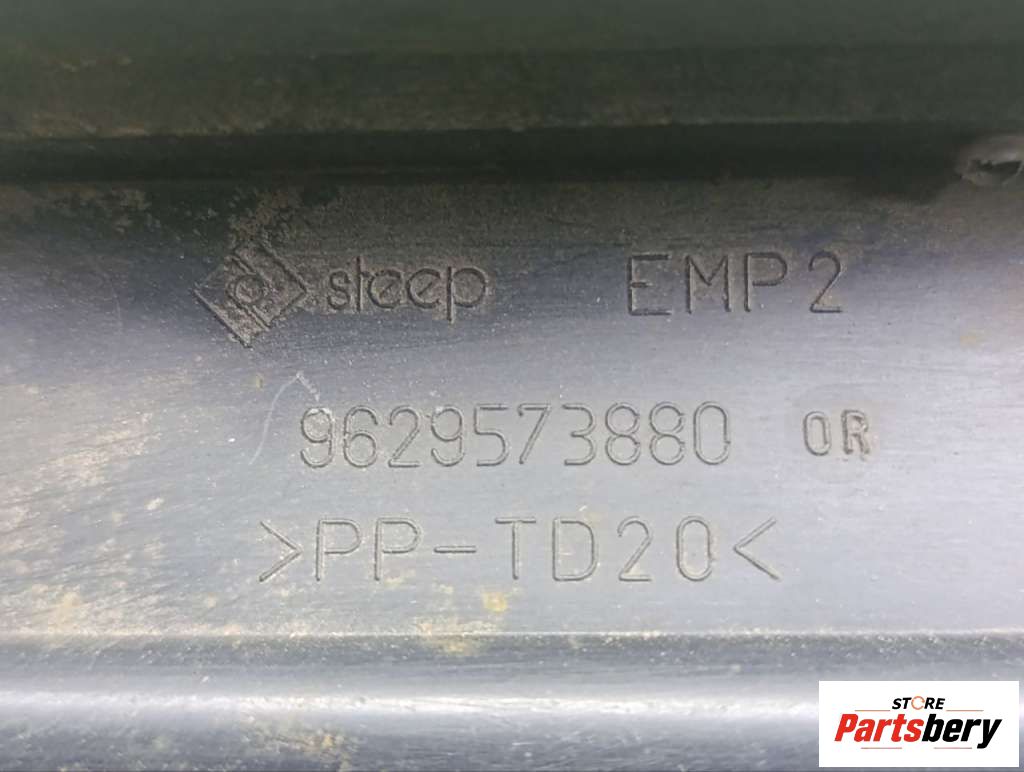 steep EMP2
9629573880 OR
>PP-TD20<
STORE
Partsbery